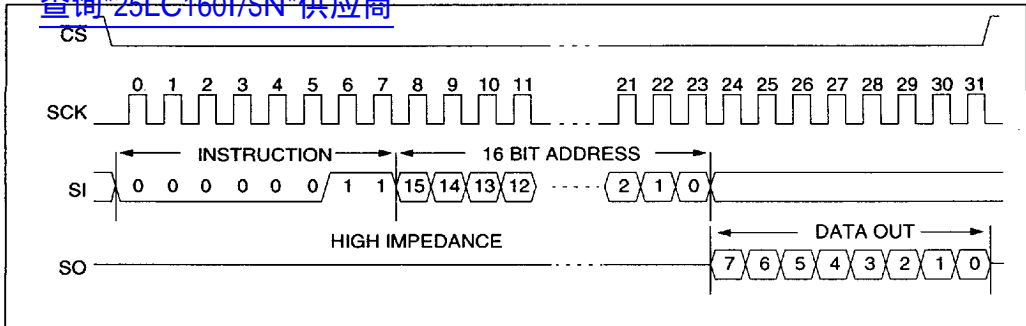 查询"25LC160T/SN"供应商
CS
0 1 2 3 4 5 6 7 8 9 10 11 21 22 23 24 25 26 27 28 29 30 31
SCK
INSTRUCTION 16 BIT ADDRESS
SI 0 0 0 0 0 0 1 1 15 14 13 12 2 1 0
DATA OUT
HIGH IMPEDANCE
SO 7 6 5 4 3 2 1 0